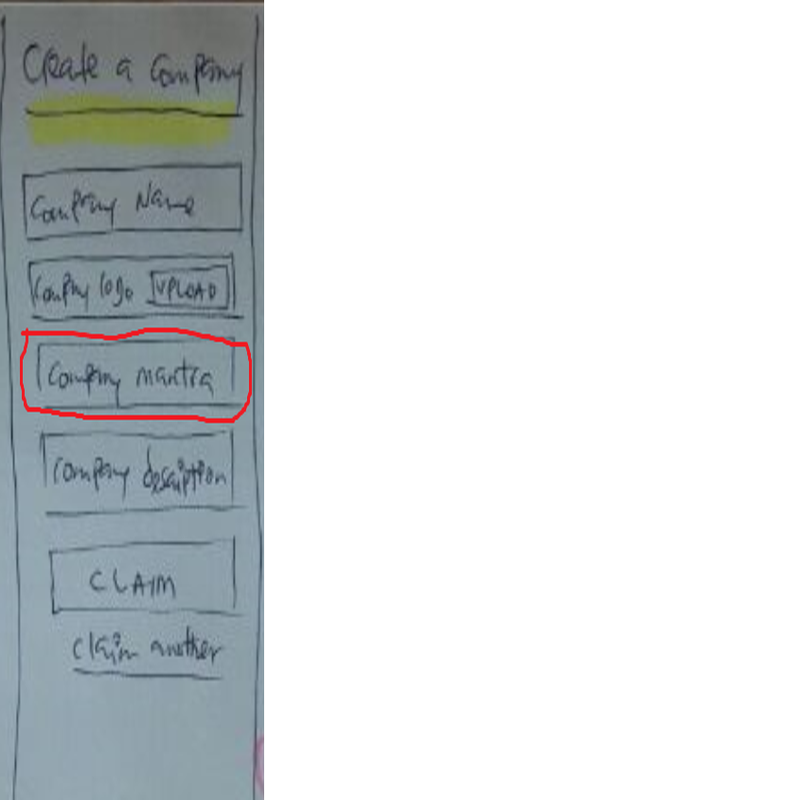 Create a Company
Company Name
Company logo UPLOAD
Company mantra
Company description
CLAIM
claim another